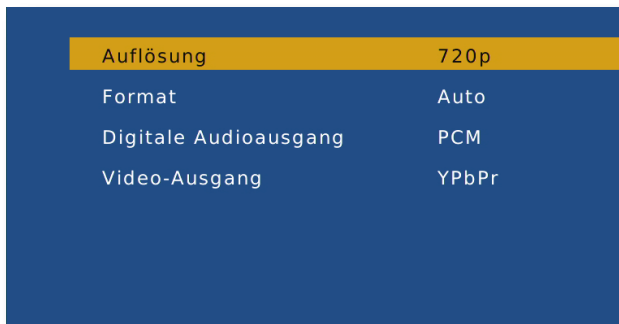 Auflösung 720p
Format Auto
Digitale Audioausgang PCM
Video-Ausgang YPbPr